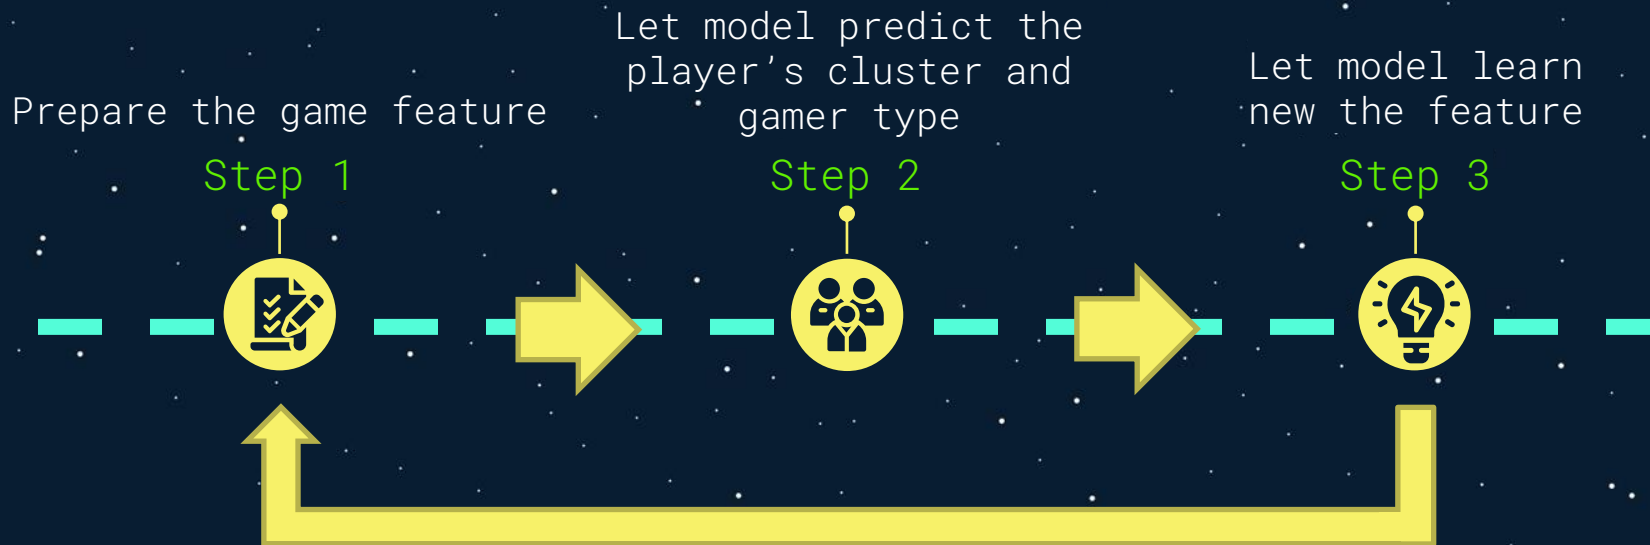 Prepare the game feature
Step 1
Let model predict the
player's cluster and
gamer type
Step 2
Let model learn
new the feature
Step 3